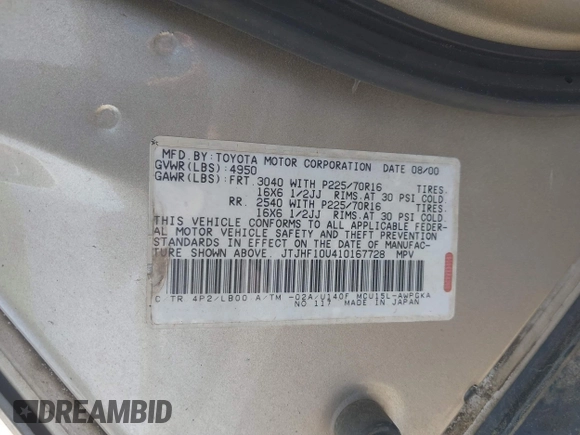 MFD. BY: TOYOTA MOTOR CORPORATION DATE 08/00
GVWR(LBS): 4950
GAWR(LBS): FRT. 3040 WITH P225/70R16 TIRES.
16X6 1/2JJ RIMS. AT 30 PSI COLD.
RR. 2540 WITH P225/70R16 TIRES.
16X6 1/2JJ RIMS. AT 30 PSI COLD.
THIS VEHICLE CONFORMS TO ALL APPLICABLE FEDER-
AL MOTOR VEHICLE SAFETY AND THEFT PREVENTION
STANDARDS IN EFFECT ON THE DATE OF MANUFAC-
TURE SHOWN ABOVE. JTJHF10U410167728 MPV
C TR 4P2/LB00 A/TM -02A/U140F MCU15L-AWPGKA
NO 117 MADE IN JAPAN
DREAMBID